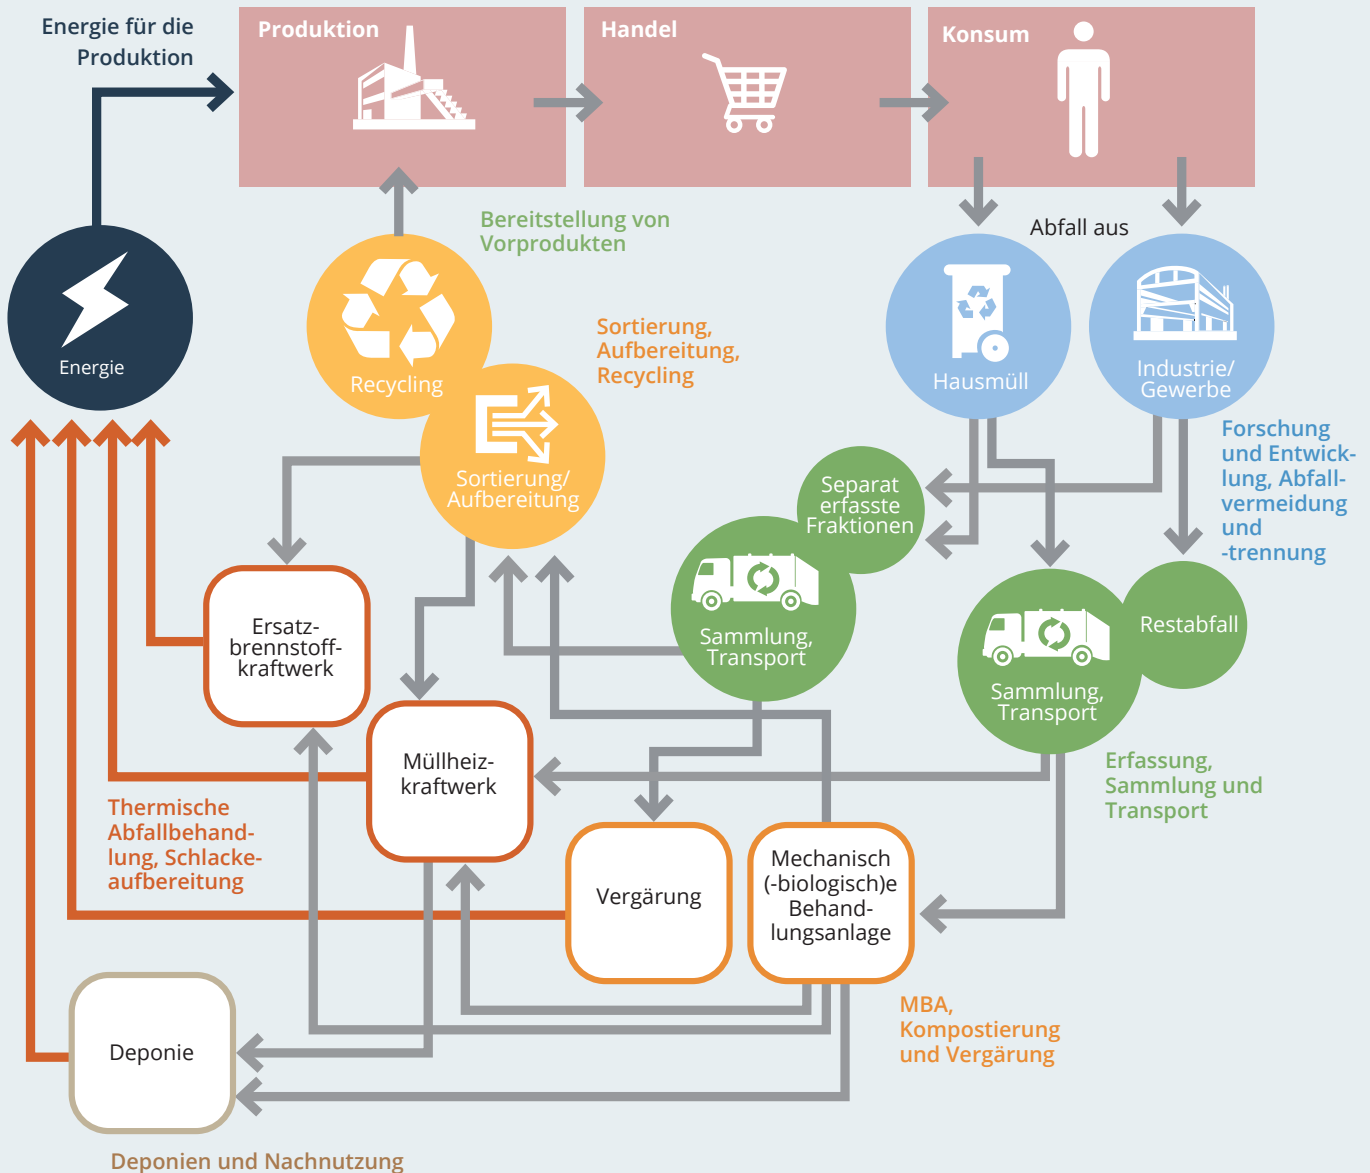 Energie für die
Produktion
Produktion
Handel
Konsum
Bereitstellung von
Vorprodukten
Abfall aus
Energie
Recycling
Sortierung,
Aufbereitung,
Recycling
Hausmüll
Industrie/
Gewerbe
Sortierung/
Aufbereitung
Separat
erfasste
Fraktionen
Forschung
und Entwick-
lung, Abfall-
vermeidung
und
-trennung
Ersatz-
brennstoff-
kraftwerk
Sammlung,
Transport
Restabfall
Sammlung,
Transport
Müllheiz-
kraftwerk
Erfassung,
Sammlung und
Transport
Thermische
Abfallbehand-
lung, Schlacke-
aufbereitung
Vergärung
Mechanisch
(-biologisch)e
Behand-
lungsanlage
MBA,
Kompostierung
und Vergärung
Deponie
Deponien und Nachnutzung